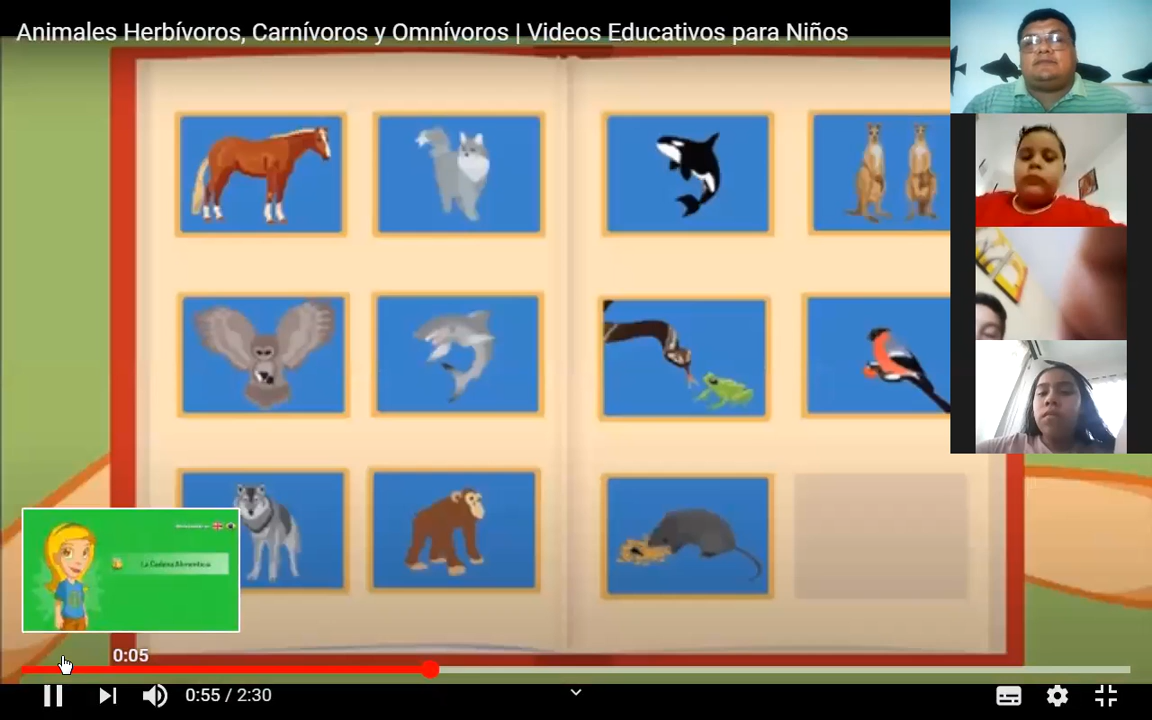 Animales Herbívoros, Carnívoros y Omnívoros | Videos Educativos para Niños
La Cadena Alimenticia
0:05
0:55 / 2:30